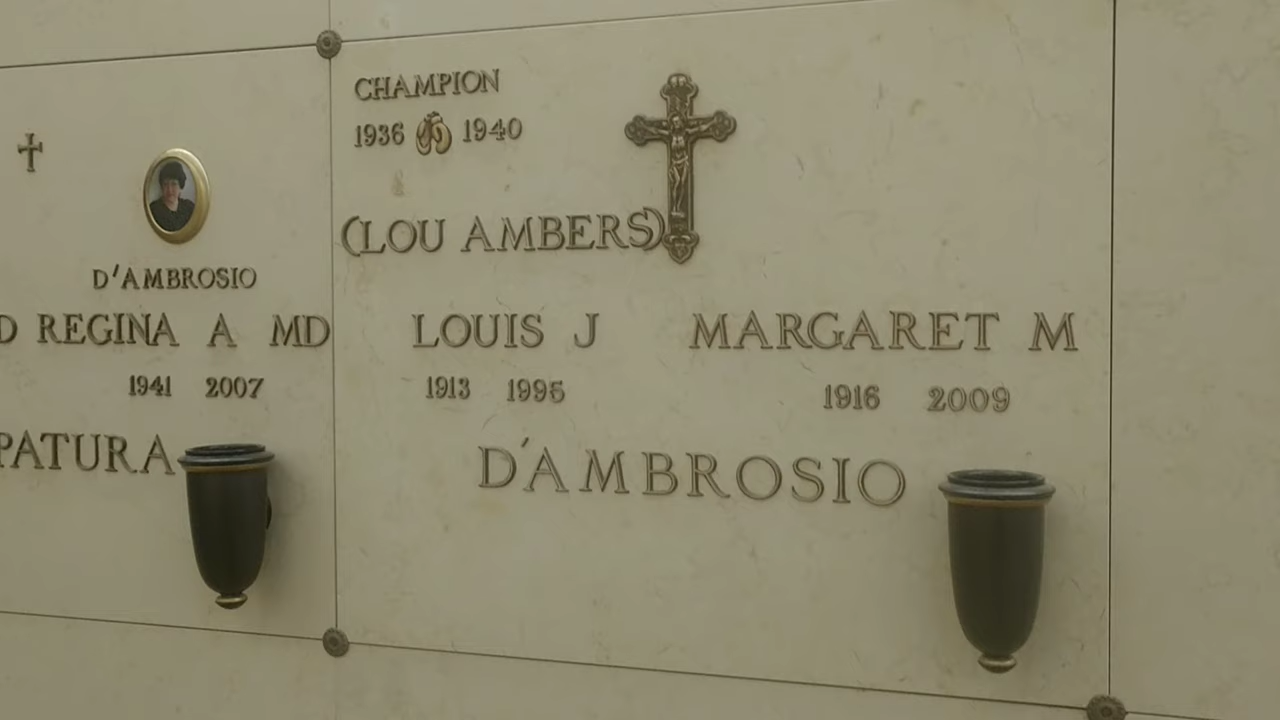 D'AMBROSIO
D REGINA A MD
1941 2007
PATURA
CHAMPION
1936 1940
(LOU AMBERS)
LOUIS J MARGARET M
1913 1995 1916 2009
D'AMBROSIO